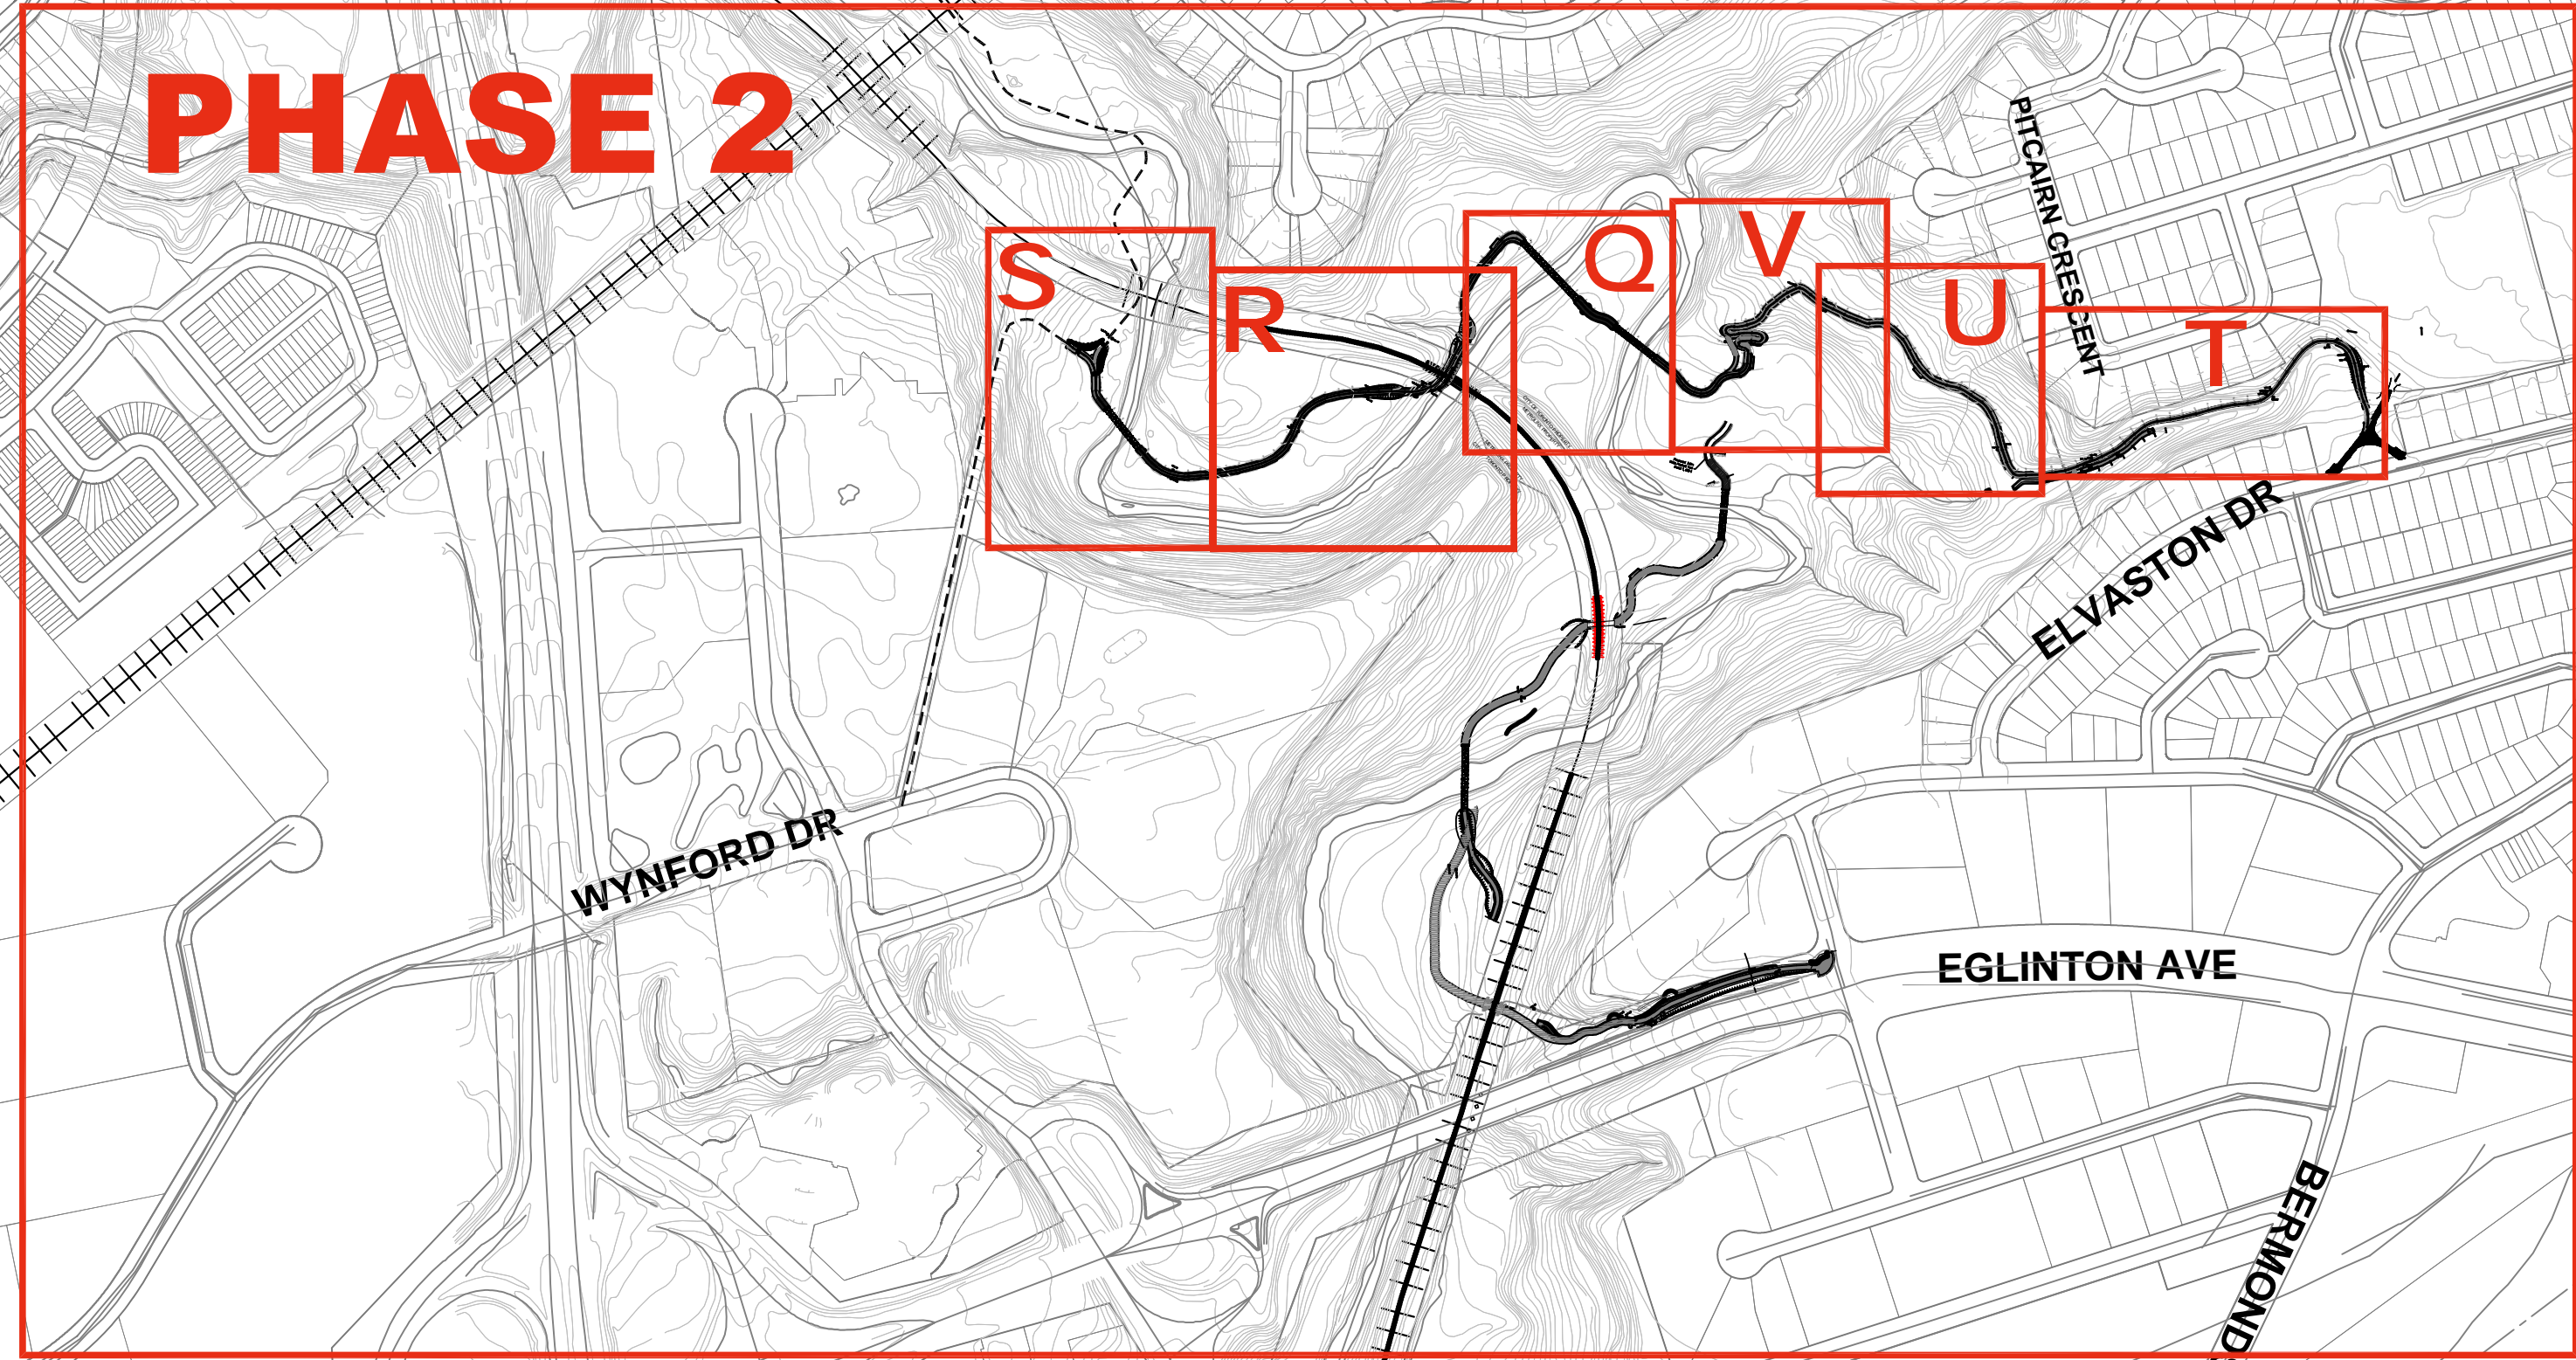 PHASE 2
PITCAIRN CRESCENT
S
R
Q
V
U
T
ELVASTON DR
WYNFORD DR
EGLINTON AVE
BERMOND